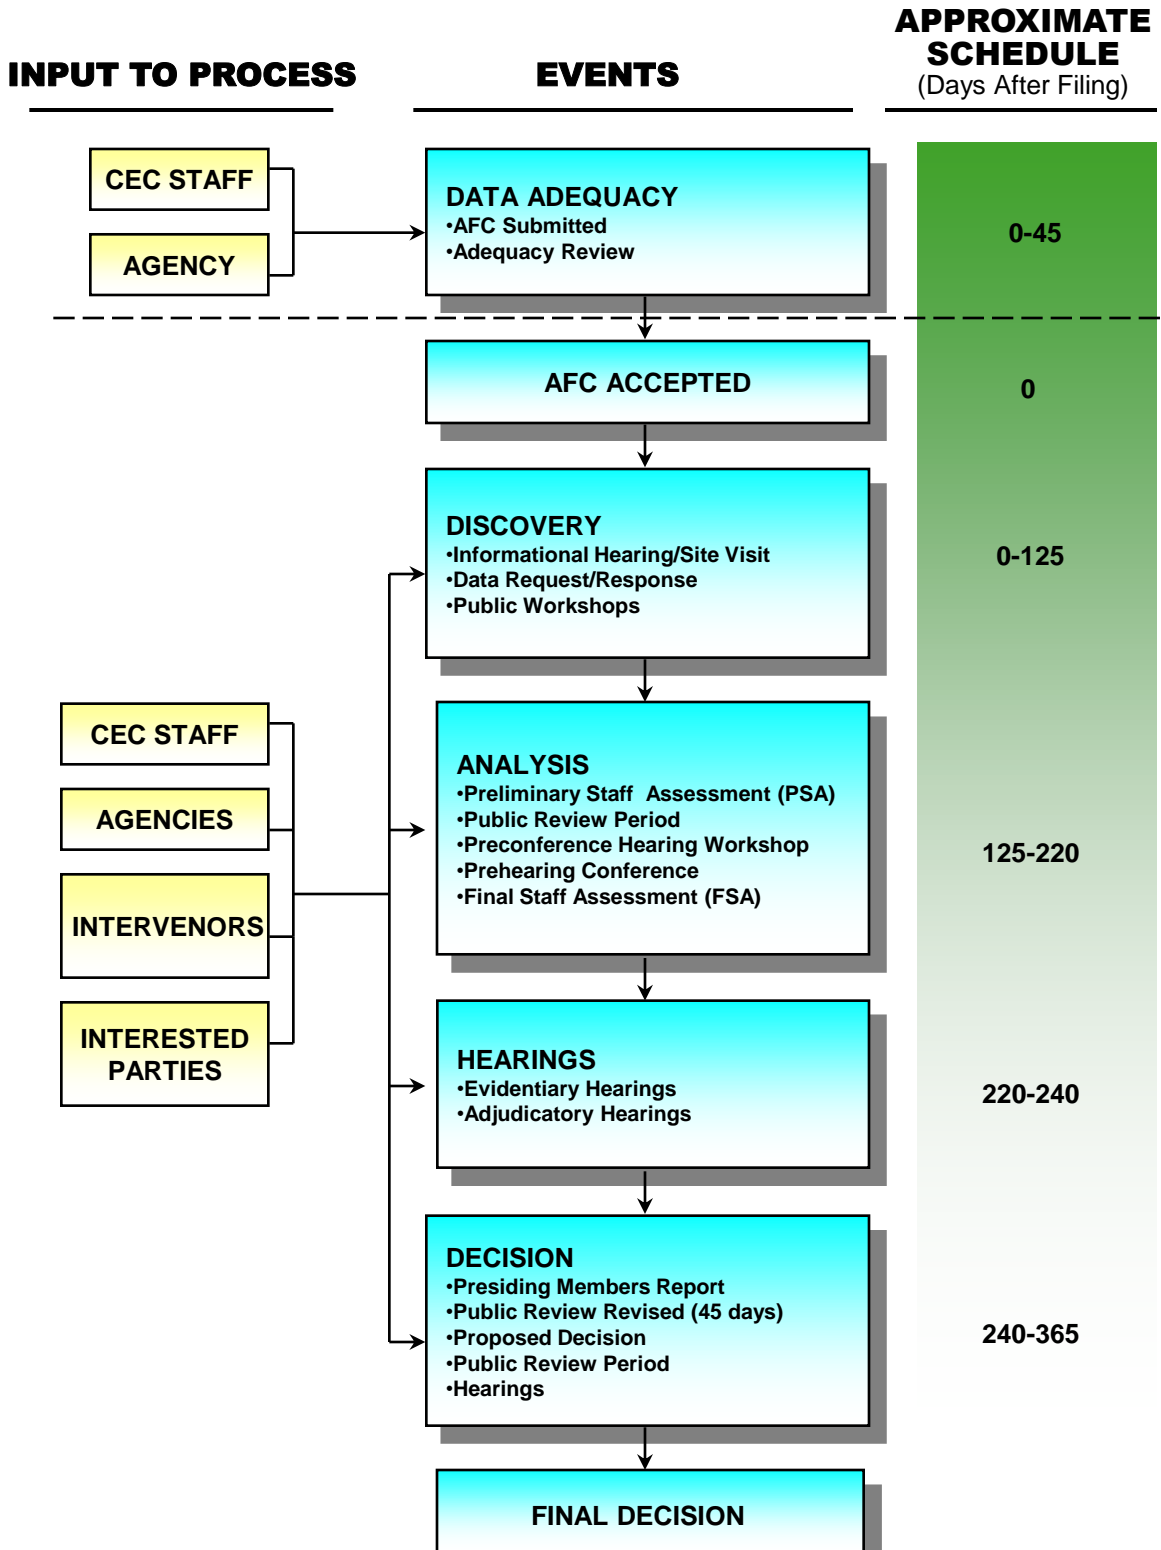 INPUT TO PROCESS
EVENTS
APPROXIMATE
SCHEDULE
(Days After Filing)
CEC STAFF
AGENCY
DATA ADEQUACY
•AFC Submitted
•Adequacy Review
0-45
AFC ACCEPTED
0
DISCOVERY
•Informational Hearing/Site Visit
•Data Request/Response
•Public Workshops
0-125
CEC STAFF
AGENCIES
INTERVENORS
INTERESTED
PARTIES
ANALYSIS
•Preliminary Staff  Assessment (PSA)
•Public Review Period
•Preconference Hearing Workshop
•Prehearing Conference
•Final Staff Assessment (FSA)
125-220
HEARINGS
•Evidentiary Hearings
•Adjudicatory Hearings
220-240
DECISION
•Presiding Members Report
•Public Review Revised (45 days)
•Proposed Decision
•Public Review Period
•Hearings
240-365
FINAL DECISION